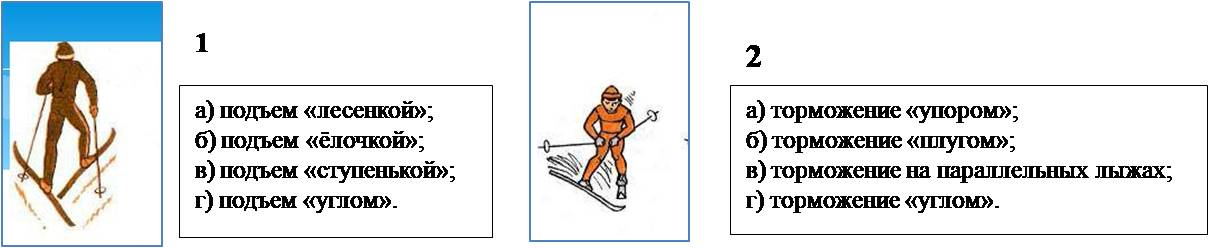 1
а) подъем «лесенкой»;
б) подъем «ёлочкой»;
в) подъем «ступенькой»;
г) подъем «углом».
2
а) торможение «упором»;
б) торможение «плугом»;
в) торможение на параллельных лыжах;
г) торможение «углом».